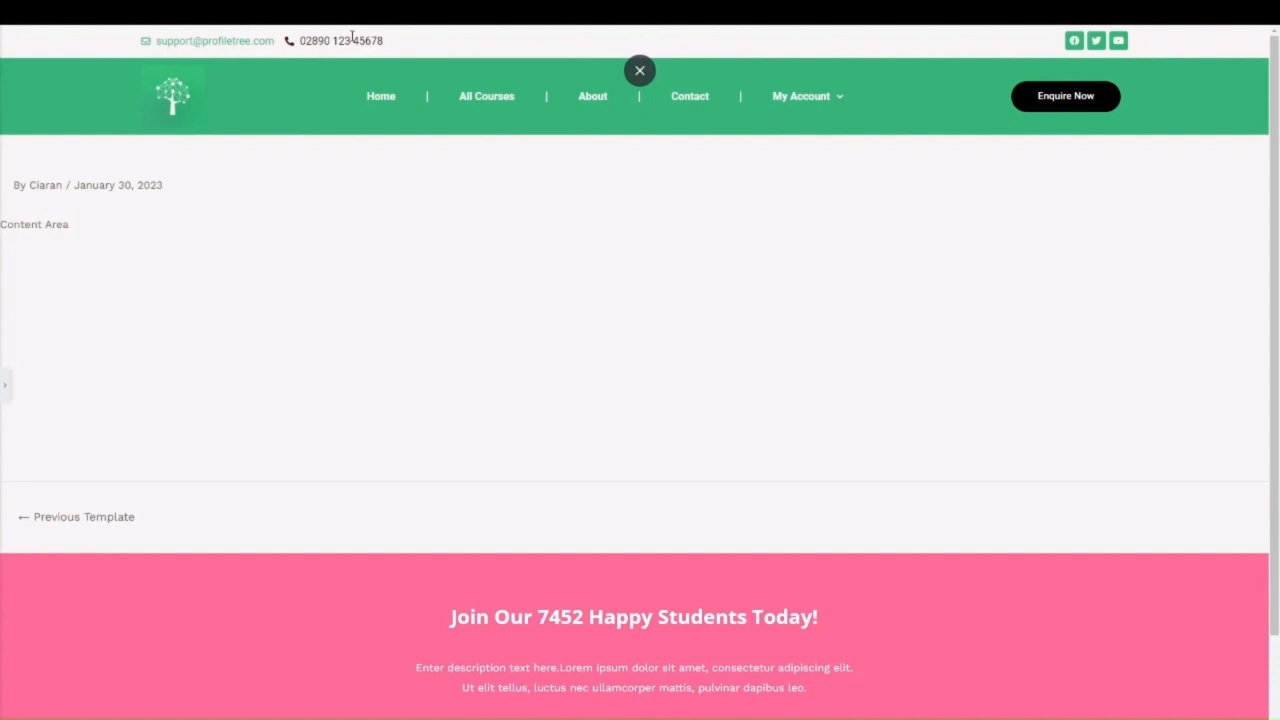 support@profiletree.com 02890 123 45678
Home | All Courses | About | Contact | My Account
Enquire Now
By Ciaran / January 30, 2023
Content Area
← Previous Template
Join Our 7452 Happy Students Today!
Enter description text here.Lorem ipsum dolor sit amet, consectetur adipiscing elit.
Ut elit tellus, luctus nec ullamcorper mattis, pulvinar dapibus leo.